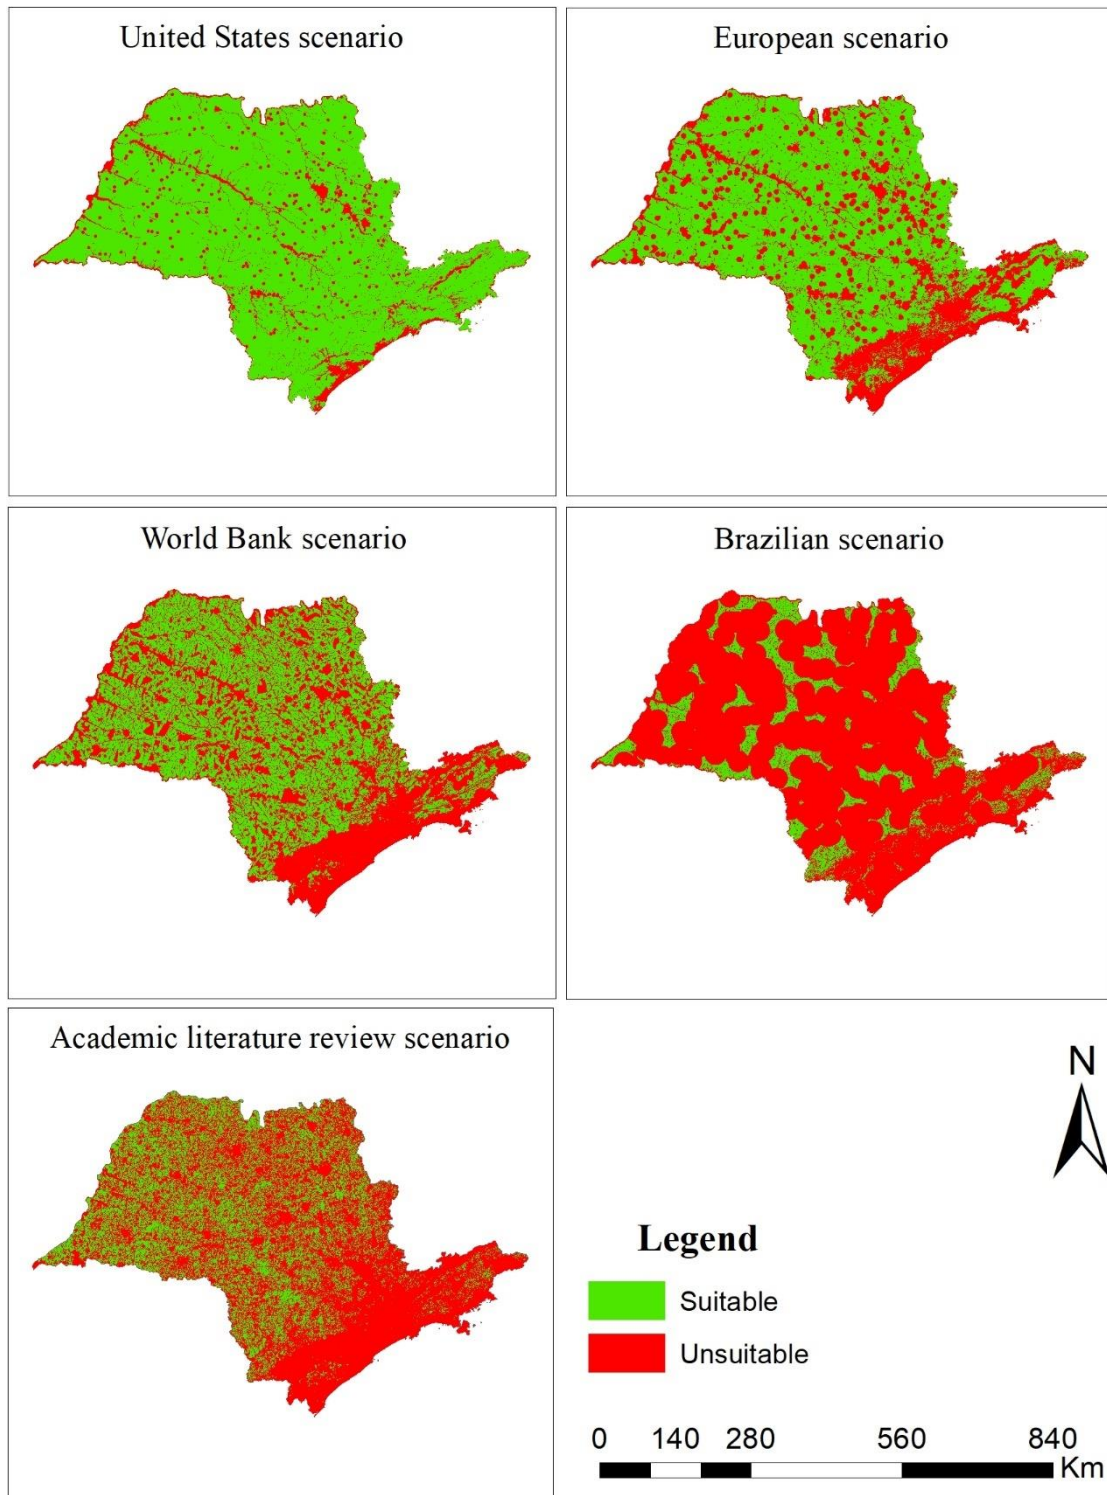 United States scenario
European scenario
World Bank scenario
Brazilian scenario
Academic literature review scenario
N
Legend
Suitable
Unsuitable
0 140 280 560 840
Km